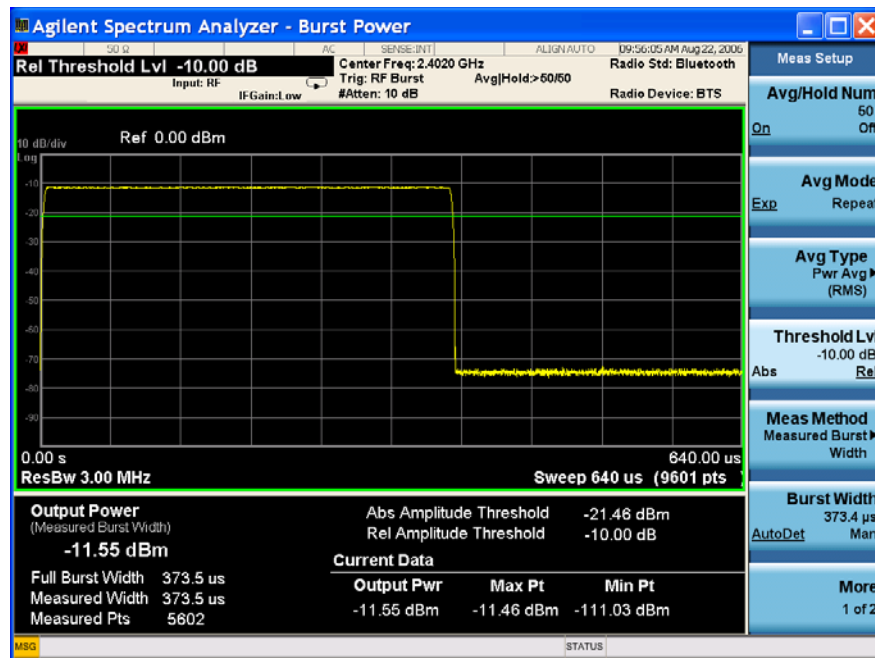 Agilent Spectrum Analyzer - Burst Power
50 Ω AC SENSE:INT ALIGNAUTO 09:56:05 AM Aug 22, 2006
Rel Threshold Lvl -10.00 dB
Input: RF
IFGain:Low
Center Freq: 2.4020 GHz
Trig: RF Burst
#Atten: 10 dB
Avg|Hold:>50/50
Radio Std: Bluetooth
Radio Device: BTS
10 dB/div
Log
Ref 0.00 dBm
-10
-20
-30
-40
-50
-60
-70
-80
-90
0.00 s
640.00 us
ResBw 3.00 MHz
Sweep 640 us (9601 pts
Output Power
(Measured Burst Width)
-11.55 dBm
Full Burst Width 373.5 us
Measured Width 373.5 us
Measured Pts 5602
Abs Amplitude Threshold -21.46 dBm
Rel Amplitude Threshold -10.00 dB
Current Data
Output Pwr Max Pt Min Pt
-11.55 dBm -11.46 dBm -111.03 dBm
Meas Setup
Avg/Hold Num
50
On Off
Avg Mode
Exp Repeat
Avg Type
Pwr Avg
(RMS)
Threshold Lvl
-10.00 dB
Abs Rel
Meas Method
Measured Burst
Width
Burst Width
373.4 µs
AutoDet Man
More
1 of 2
MSG
STATUS